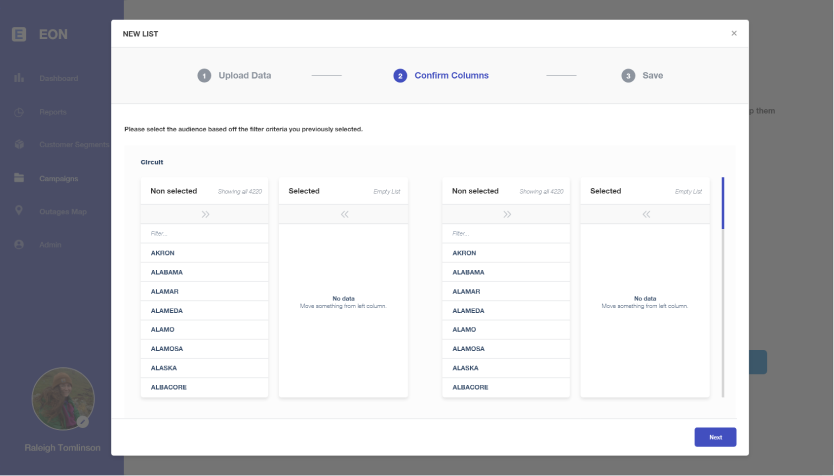 EON
Dashboard
Reports
Customer Segments
Campaigns
Outages Map
Admin
Raleigh Tomlinson
NEW LIST
×
1 Upload Data
2 Confirm Columns
3 Save
p them
Please select the audience based off the filter criteria you previously selected.
Circuit
Non selected Showing all 4220
Filter...
AKRON
ALABAMA
ALAMAR
ALAMEDA
ALAMO
ALAMOSA
ALASKA
ALBACORE
Selected Empty List
No data
Move something from left column.
Non selected Showing all 4220
Filter...
AKRON
ALABAMA
ALAMAR
ALAMEDA
ALAMO
ALAMOSA
ALASKA
ALBACORE
Selected Empty List
No data
Move something from left column.
Next